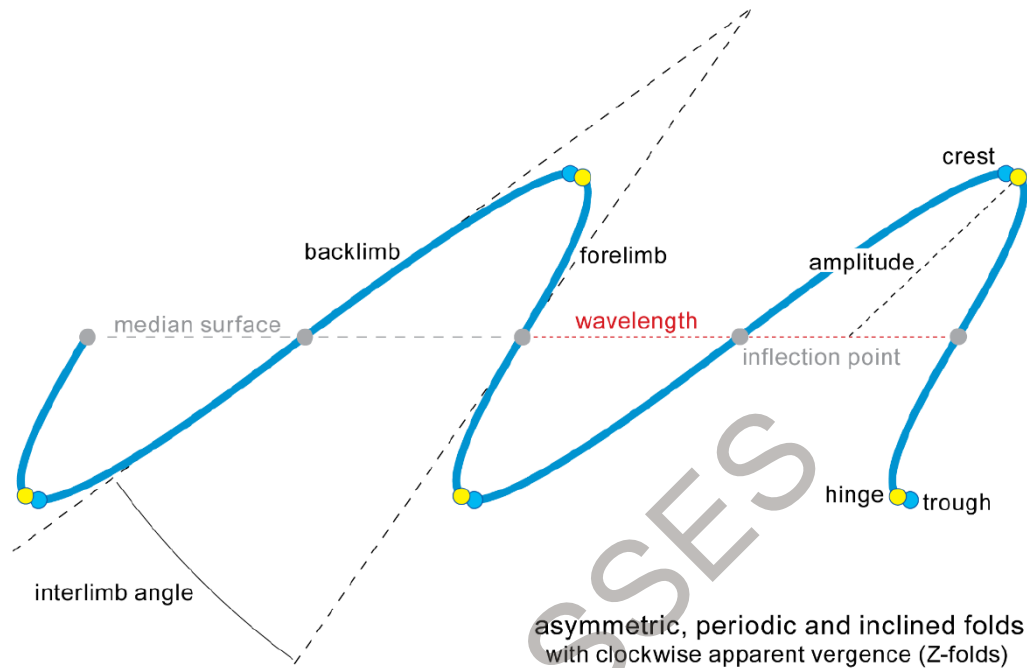 crest
backlimb
forelimb
amplitude
median surface
wavelength
inflection point
hinge
trough
interlimb angle
SSES
asymmetric, periodic and inclined folds
with clockwise apparent vergence (Z-folds)